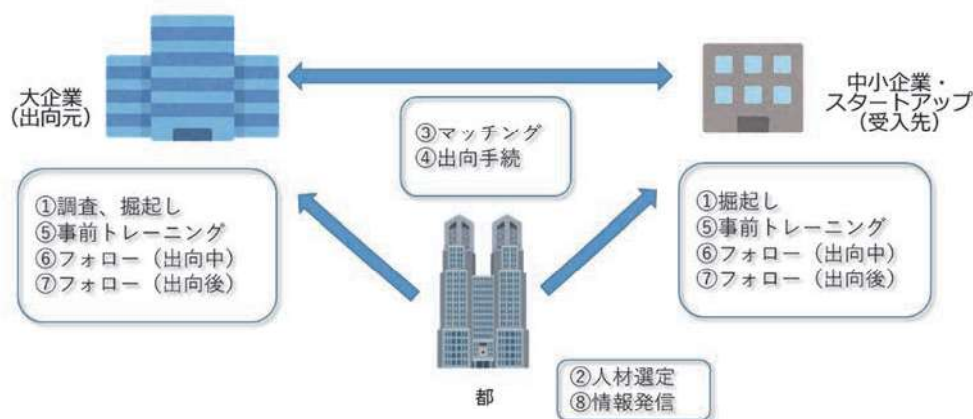 大企業
（出向元）
中小企業・
スタートアップ
（受入先）
③マッチング
④出向手続
①調査、掘起し
⑤事前トレーニング
⑥フォロー（出向中）
⑦フォロー（出向後）
①掘起し
⑤事前トレーニング
⑥フォロー（出向中）
⑦フォロー（出向後）
都
②人材選定
⑧情報発信